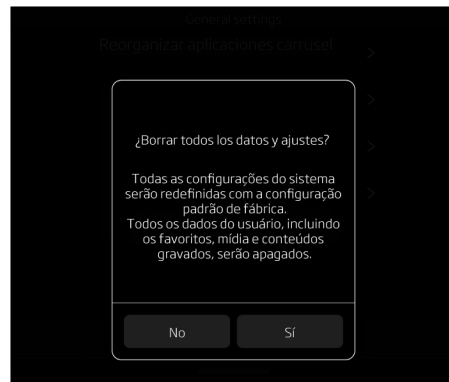 General settings
Reorganizar aplicaciones carrusel
¿Borrar todos los datos y ajustes?
Todas as configurações do sistema
serão redefinidas com a configuração
padrão de fábrica.
Todos os dados do usuário, incluindo
os favoritos, mídia e conteúdos
gravados, serão apagados.
No
Sí